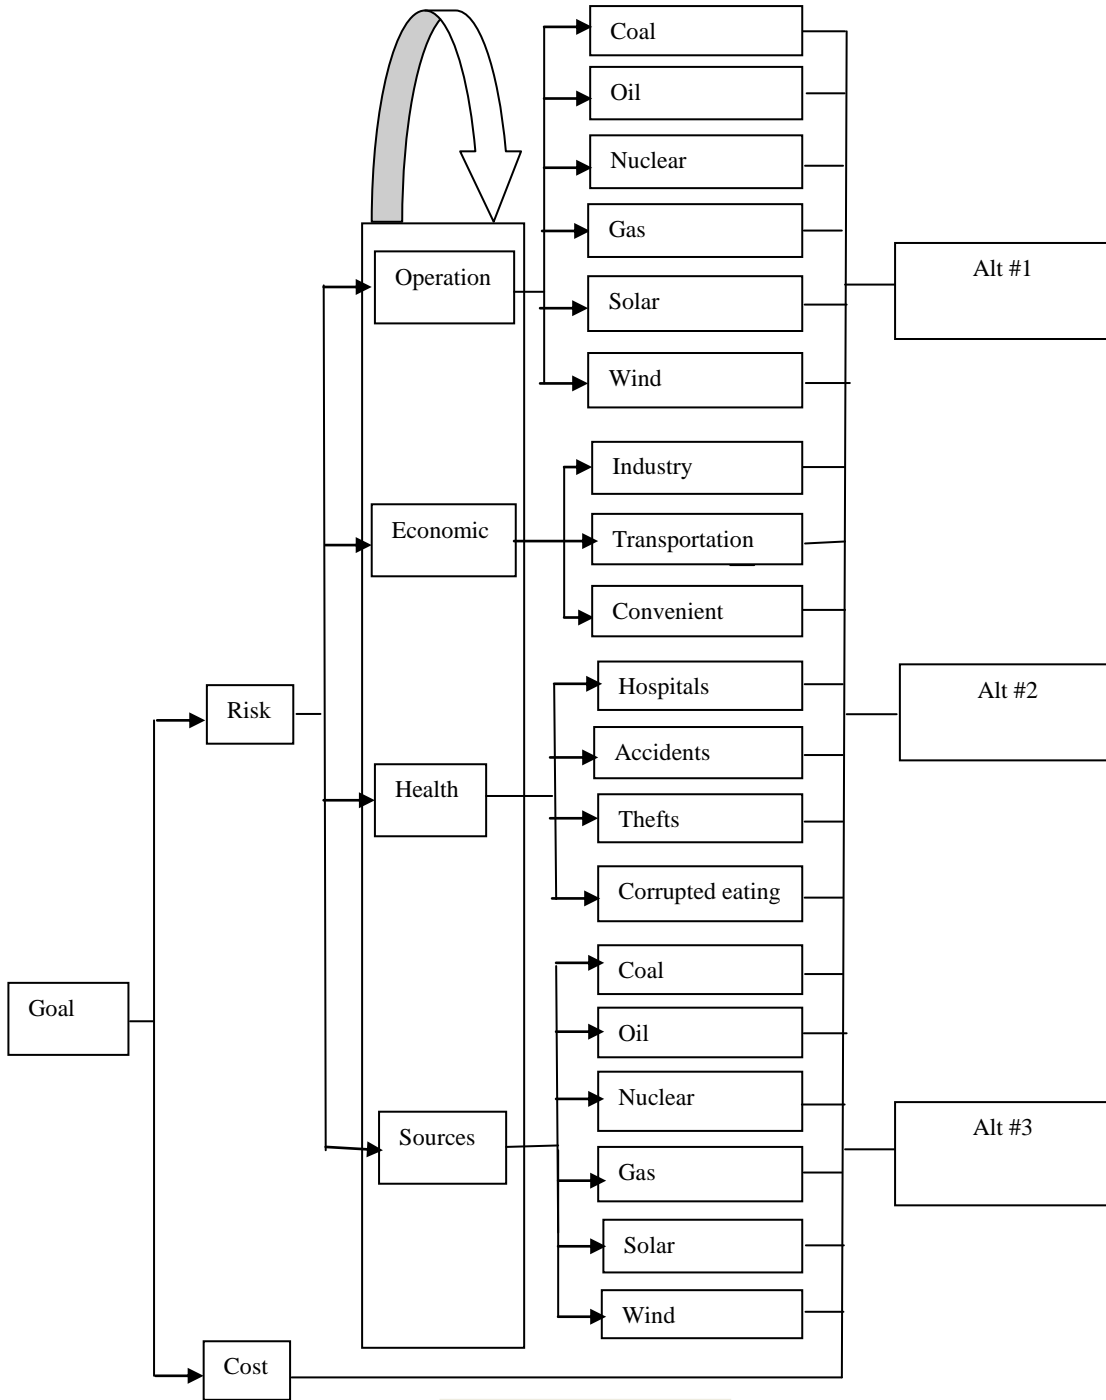 Coal
Oil
Nuclear
Gas
Solar
Wind
Operation
Industry
Transportation
Convenient
Economic
Hospitals
Accidents
Thefts
Corrupted eating
Health
Coal
Oil
Nuclear
Gas
Solar
Wind
Sources
Risk
Cost
Goal
Alt #1
Alt #2
Alt #3